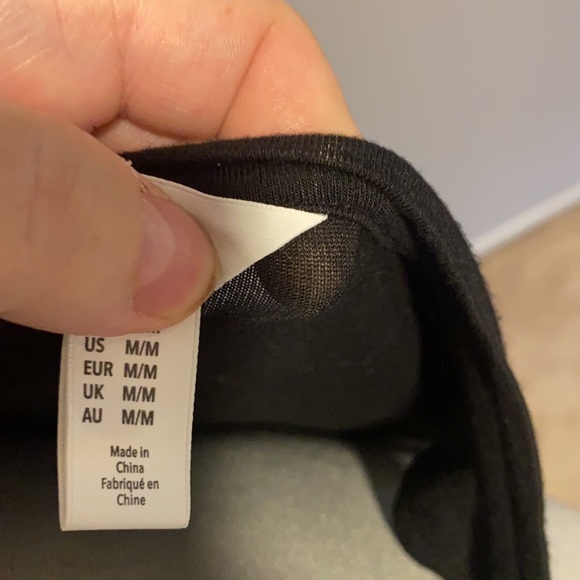 US M/M
EUR M/M
UK M/M
AU M/M
Made in
China
Fabriqué en
Chine